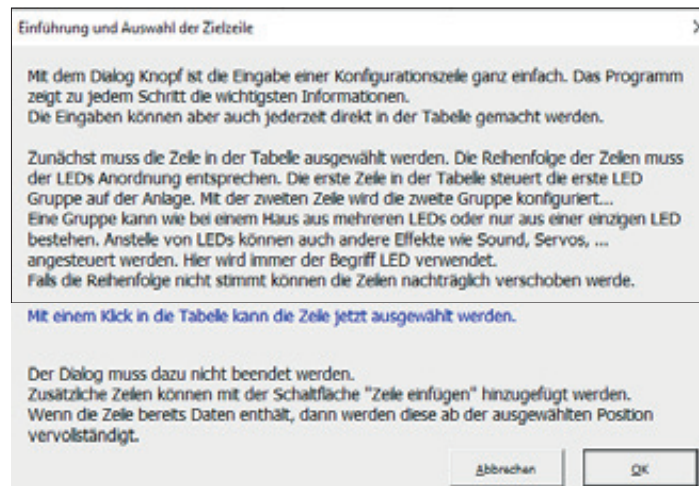 Einführung und Auswahl der Zielzeile
Mit dem Dialog Knopf ist die Eingabe einer Konfigurationszeile ganz einfach. Das Programm
zeigt zu jedem Schritt die wichtigsten Informationen.
Die Eingaben können aber auch jederzeit direkt in der Tabelle gemacht werden.
Zunächst muss die Zeile in der Tabelle ausgewählt werden. Die Reihenfolge der Zeilen muss
der LEDs Anordnung entsprechen. Die erste Zeile in der Tabelle steuert die erste LED
Gruppe auf der Anlage. Mit der zweiten Zeile wird die zweite Gruppe konfiguriert...
Eine Gruppe kann wie bei einem Haus aus mehreren LEDs oder nur aus einer einzigen LED
bestehen. Anstelle von LEDs können auch andere Effekte wie Sound, Servos, ...
angesteuert werden. Hier wird immer der Begriff LED verwendet.
Falls die Reihenfolge nicht stimmt können die Zeilen nachträglich verschoben werde.
Mit einem Klick in die Tabelle kann die Zeile jetzt ausgewählt werden.
Der Dialog muss dazu nicht beendet werden.
Zusätzliche Zeilen können mit der Schaltfläche "Zeile einfügen" hinzugefügt werden.
Wenn die Zeile bereits Daten enthält, dann werden diese ab der ausgewählten Position
vervollständigt.
Abbrechen OK